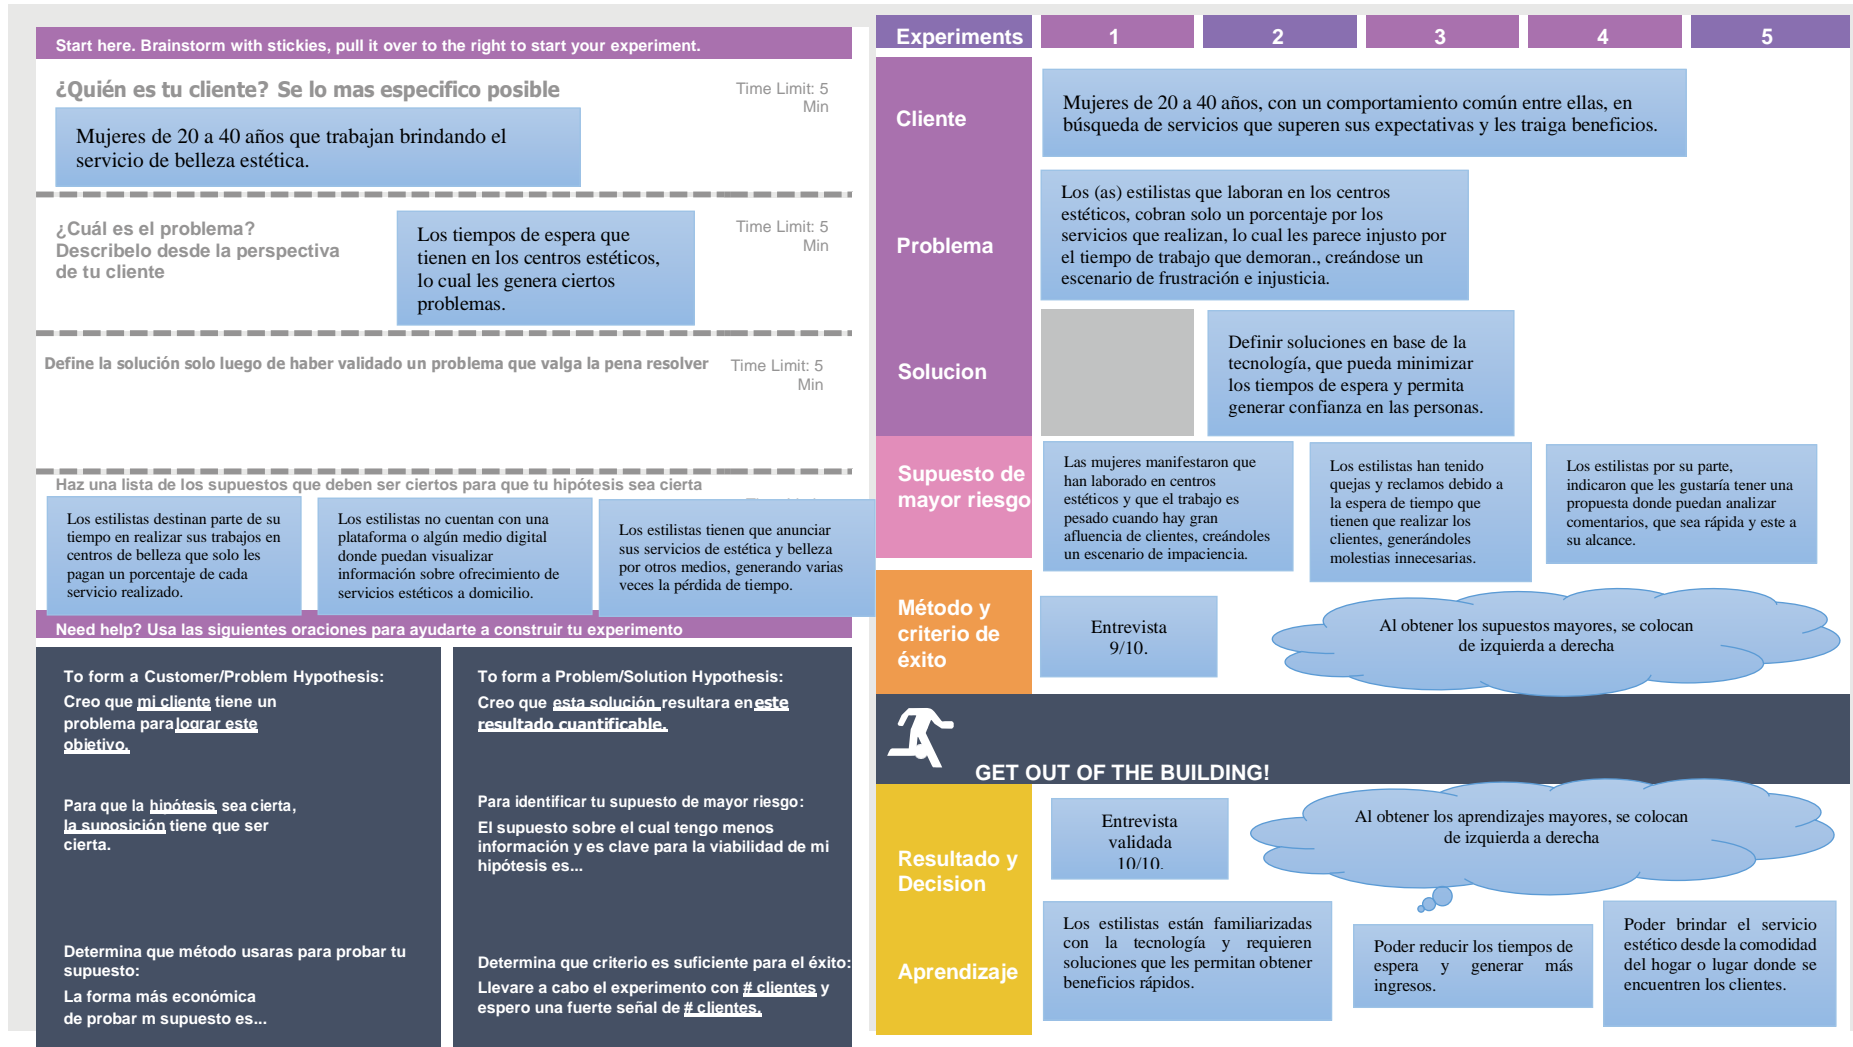 Start here. Brainstorm with stickies, pull it over to the right to start your experiment.
¿Quién es tu cliente? Se lo mas especifico posible
Time Limit: 5
Min
Mujeres de 20 a 40 años que trabajan brindando el
servicio de belleza estética.
¿Cuál es el problema?
Describelo desde la perspectiva
de tu cliente
Los tiempos de espera que
tienen en los centros estéticos,
lo cual les genera ciertos
problemas.
Time Limit: 5
Min
Define la solución solo luego de haber validado un problema que valga la pena resolver
Time Limit: 5
Min
Haz una lista de los supuestos que deben ser ciertos para que tu hipótesis sea cierta
Los estilistas destinan parte de su
tiempo en realizar sus trabajos en
centros de belleza que solo les
pagan un porcentaje de cada
servicio realizado.
Los estilistas no cuentan con una
plataforma o algún medio digital
donde puedan visualizar
información sobre ofrecimiento de
servicios estéticos a domicilio.
Los estilistas tienen que anunciar
sus servicios de estética y belleza
por otros medios, generando varias
veces la pérdida de tiempo.
Need help? Usa las siguientes oraciones para ayudarte a construir tu experimento
To form a Customer/Problem Hypothesis:
Creo que mi cliente tiene un
problema para lograr este
objetivo.
Para que la hipótesis sea cierta,
la suposición tiene que ser
cierta.
Determina que método usaras para probar tu
supuesto:
La forma más económica
de probar m supuesto es...
To form a Problem/Solution Hypothesis:
Creo que esta solución resultara en este
resultado cuantificable.
Para identificar tu supuesto de mayor riesgo:
El supuesto sobre el cual tengo menos
información y es clave para la viabilidad de mi
hipótesis es...
Determina que criterio es suficiente para el éxito:
Llevare a cabo el experimento con # clientes y
espero una fuerte señal de # clientes.
Experiments 1 2 3 4 5
Cliente
Mujeres de 20 a 40 años, con un comportamiento común entre ellas, en
búsqueda de servicios que superen sus expectativas y les traiga beneficios.
Problema
Los (as) estilistas que laboran en los centros
estéticos, cobran solo un porcentaje por los
servicios que realizan, lo cual les parece injusto por
el tiempo de trabajo que demoran., creándose un
escenario de frustración e injusticia.
Solucion
Definir soluciones en base de la
tecnología, que pueda minimizar
los tiempos de espera y permita
generar confianza en las personas.
Supuesto de
mayor riesgo
Las mujeres manifestaron que
han laborado en centros
estéticos y que el trabajo es
pesado cuando hay gran
afluencia de clientes, creándoles
un escenario de impaciencia.
Los estilistas han tenido
quejas y reclamos debido a
la espera de tiempo que
tienen que realizar los
clientes, generándoles
molestias innecesarias.
Los estilistas por su parte,
indicaron que les gustaría tener una
propuesta donde puedan analizar
comentarios, que sea rápida y este a
su alcance.
Método y
criterio de
éxito
Entrevista
9/10.
Al obtener los supuestos mayores, se colocan
de izquierda a derecha
GET OUT OF THE BUILDING!
Resultado y
Decision
Entrevista
validada
10/10.
Al obtener los aprendizajes mayores, se colocan
de izquierda a derecha
Aprendizaje
Los estilistas están familiarizadas
con la tecnología y requieren
soluciones que les permitan obtener
beneficios rápidos.
Poder reducir los tiempos de
espera y generar más
ingresos.
Poder brindar el servicio
estético desde la comodidad
del hogar o lugar donde se
encuentren los clientes.